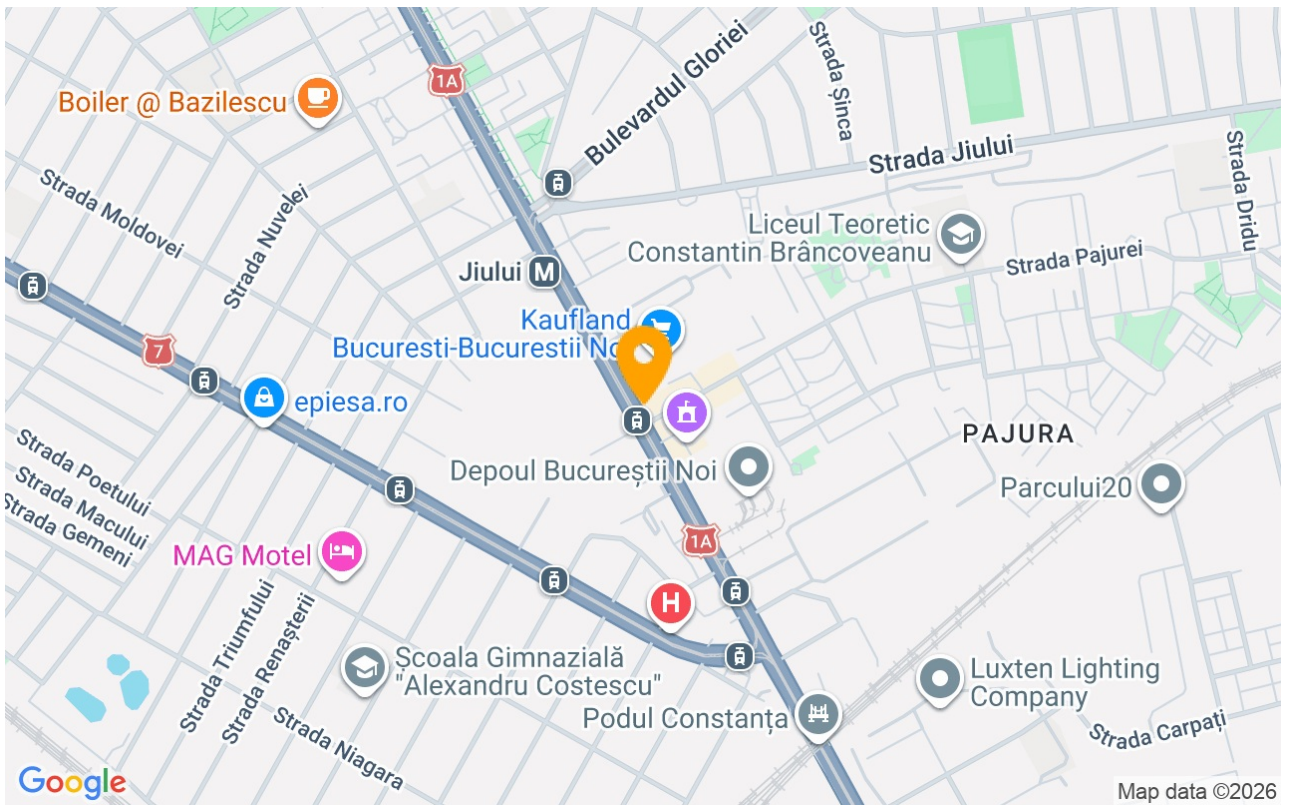 1A
Bulevardul Gloriei
Strada Șinca
Boiler @ Bazilescu
Strada Jiului
Strada Dridu
Strada Moldovei
Strada Nuvelei
Liceul Teoretic
Constantin Brâncoveanu
Strada Pajurei
Jiului M
Kaufland
Bucuresti-Bucurestii No
7
epiesa.ro
PAJURA
Strada Poetului
Strada Macului
Strada Gemeni
Depoul Bucureștii Noi
Parcului20
1A
MAG Motel
H
Strada Triumfului
Strada Renașterii
Școala Gimnazială
"Alexandru Costescu"
Luxten Lighting
Company
Podul Constanța
Strada Carpați
Strada Niagara
Google
Map data ©2026